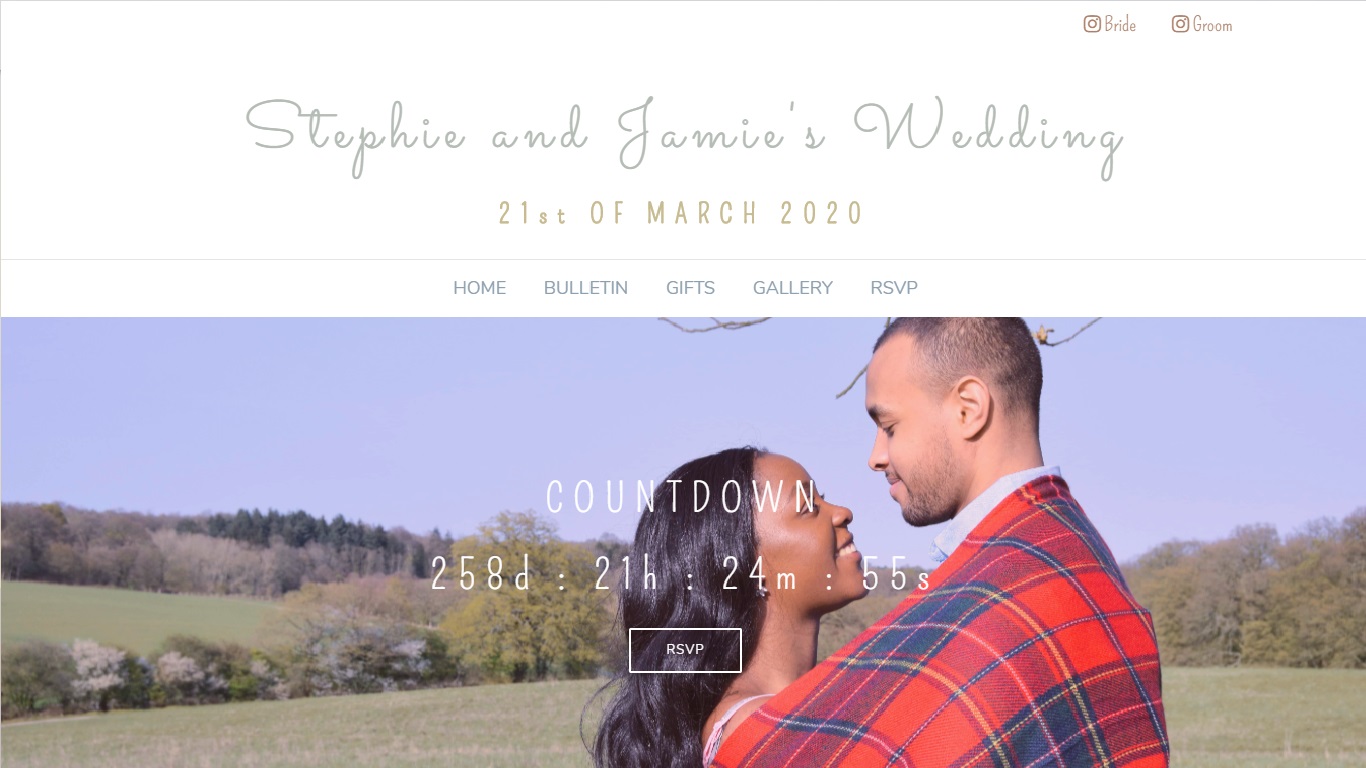 Bride Groom
Stephie and Jamie's Wedding
21st OF MARCH 2020
HOME BULLETIN GIFTS GALLERY RSVP
COUNTDOWN
258d : 21h : 24m : 55s
RSVP